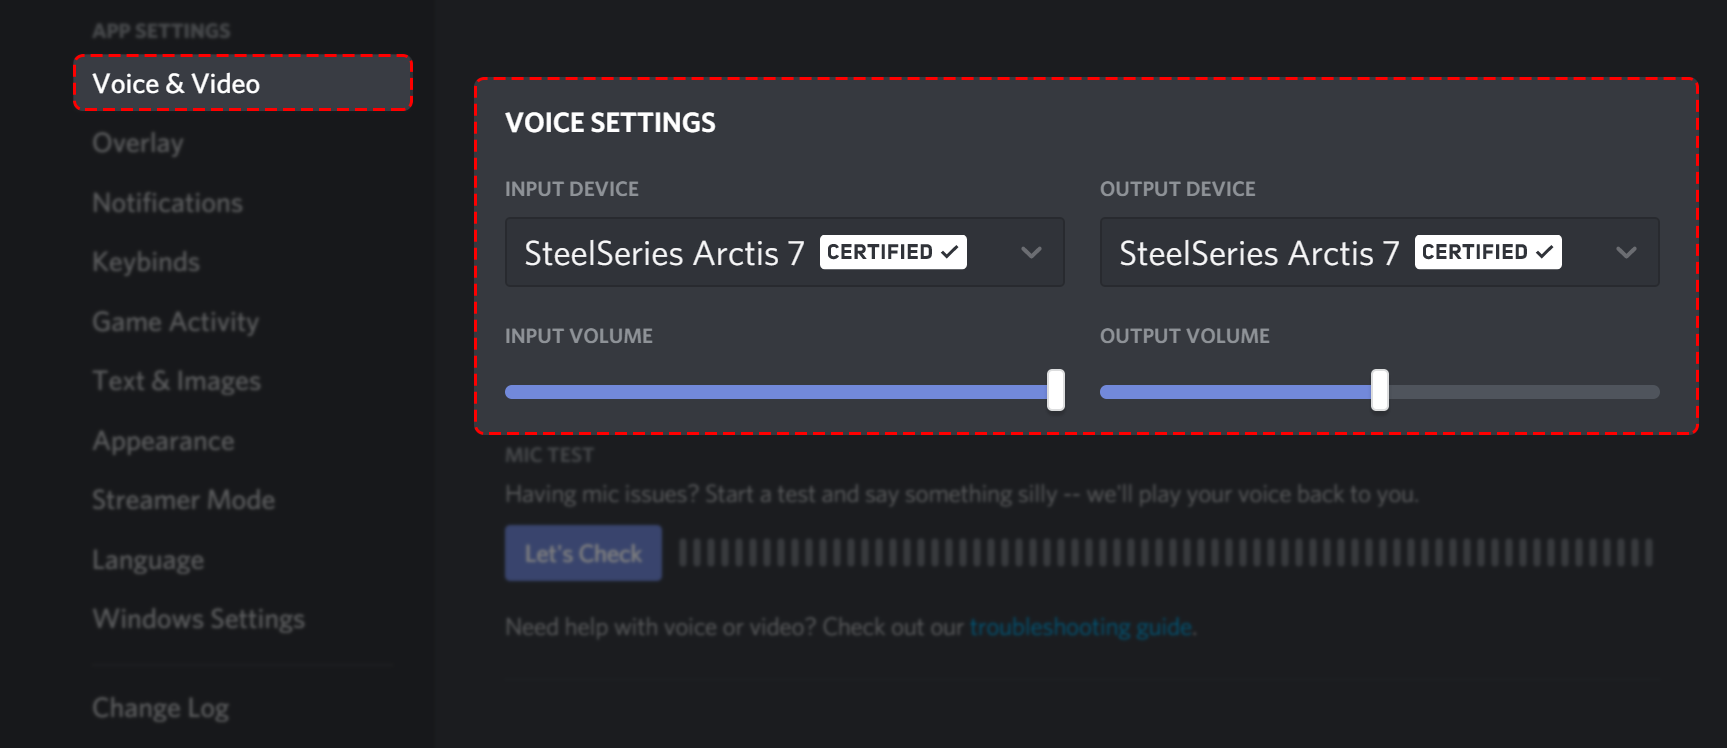 APP SETTINGS
Voice & Video
Overlay
Notifications
Keybinds
Game Activity
Text & Images
Appearance
Streamer Mode
Language
Windows Settings
Change Log
VOICE SETTINGS
INPUT DEVICE
SteelSeries Arctis 7 CERTIFIED
INPUT VOLUME
OUTPUT DEVICE
SteelSeries Arctis 7 CERTIFIED
OUTPUT VOLUME
MIC TEST
Having mic issues? Start a test and say something silly -- we'll play your voice back to you.
Let's Check
Need help with voice or video? Check out our troubleshooting guide.